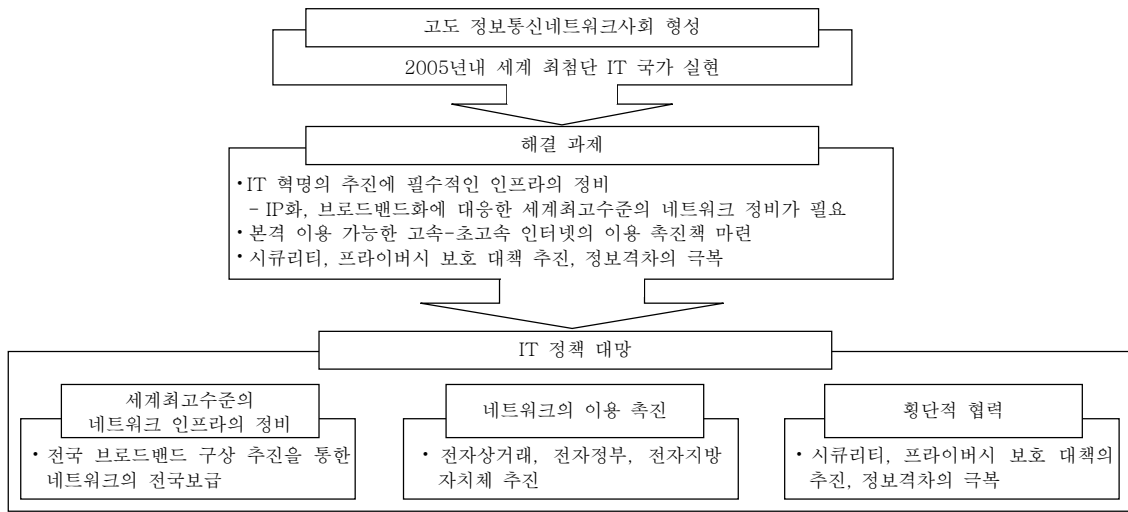 고도 정보통신네트워크사회 형성
2005년내 세계 최첨단 IT 국가 실현
해결 과제
•IT 혁명의 추진에 필수적인 인프라의 정비
– IP화, 브로드밴드화에 대응한 세계최고수준의 네트워크 정비가 필요
•본격 이용 가능한 고속-초고속 인터넷의 이용 촉진책 마련
•시큐리티, 프라이버시 보호 대책 추진, 정보격차의 극복
IT 정책 대망
세계최고수준의
네트워크 인프라의 정비
• 전국 브로드밴드 구상 추진을 통한
네트워크의 전국보급
네트워크의 이용 촉진
• 전자상거래, 전자정부, 전자지방
자치체 추진
횡단적 협력
• 시큐리티, 프라이버시 보호 대책의
추진, 정보격차의 극복